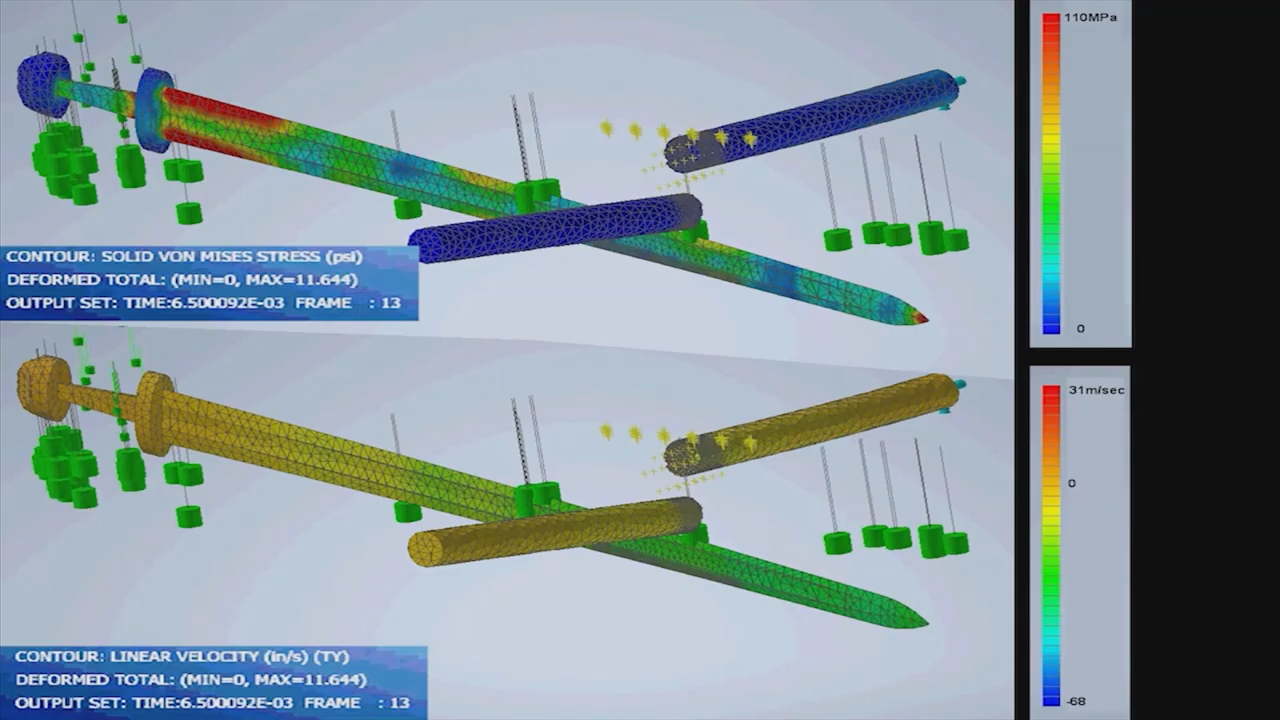 110MPa
0
CONTOUR: SOLID VON MISES STRESS (psi)
DEFORMED TOTAL: (MIN=0, MAX=11.644)
OUTPUT SET: TIME:6.500092E-03 FRAME : 13
31m/sec
0
-68
CONTOUR: LINEAR VELOCITY (in/s) (TY)
DEFORMED TOTAL: (MIN=0, MAX=11.644)
OUTPUT SET: TIME:6.500092E-03 FRAME : 13